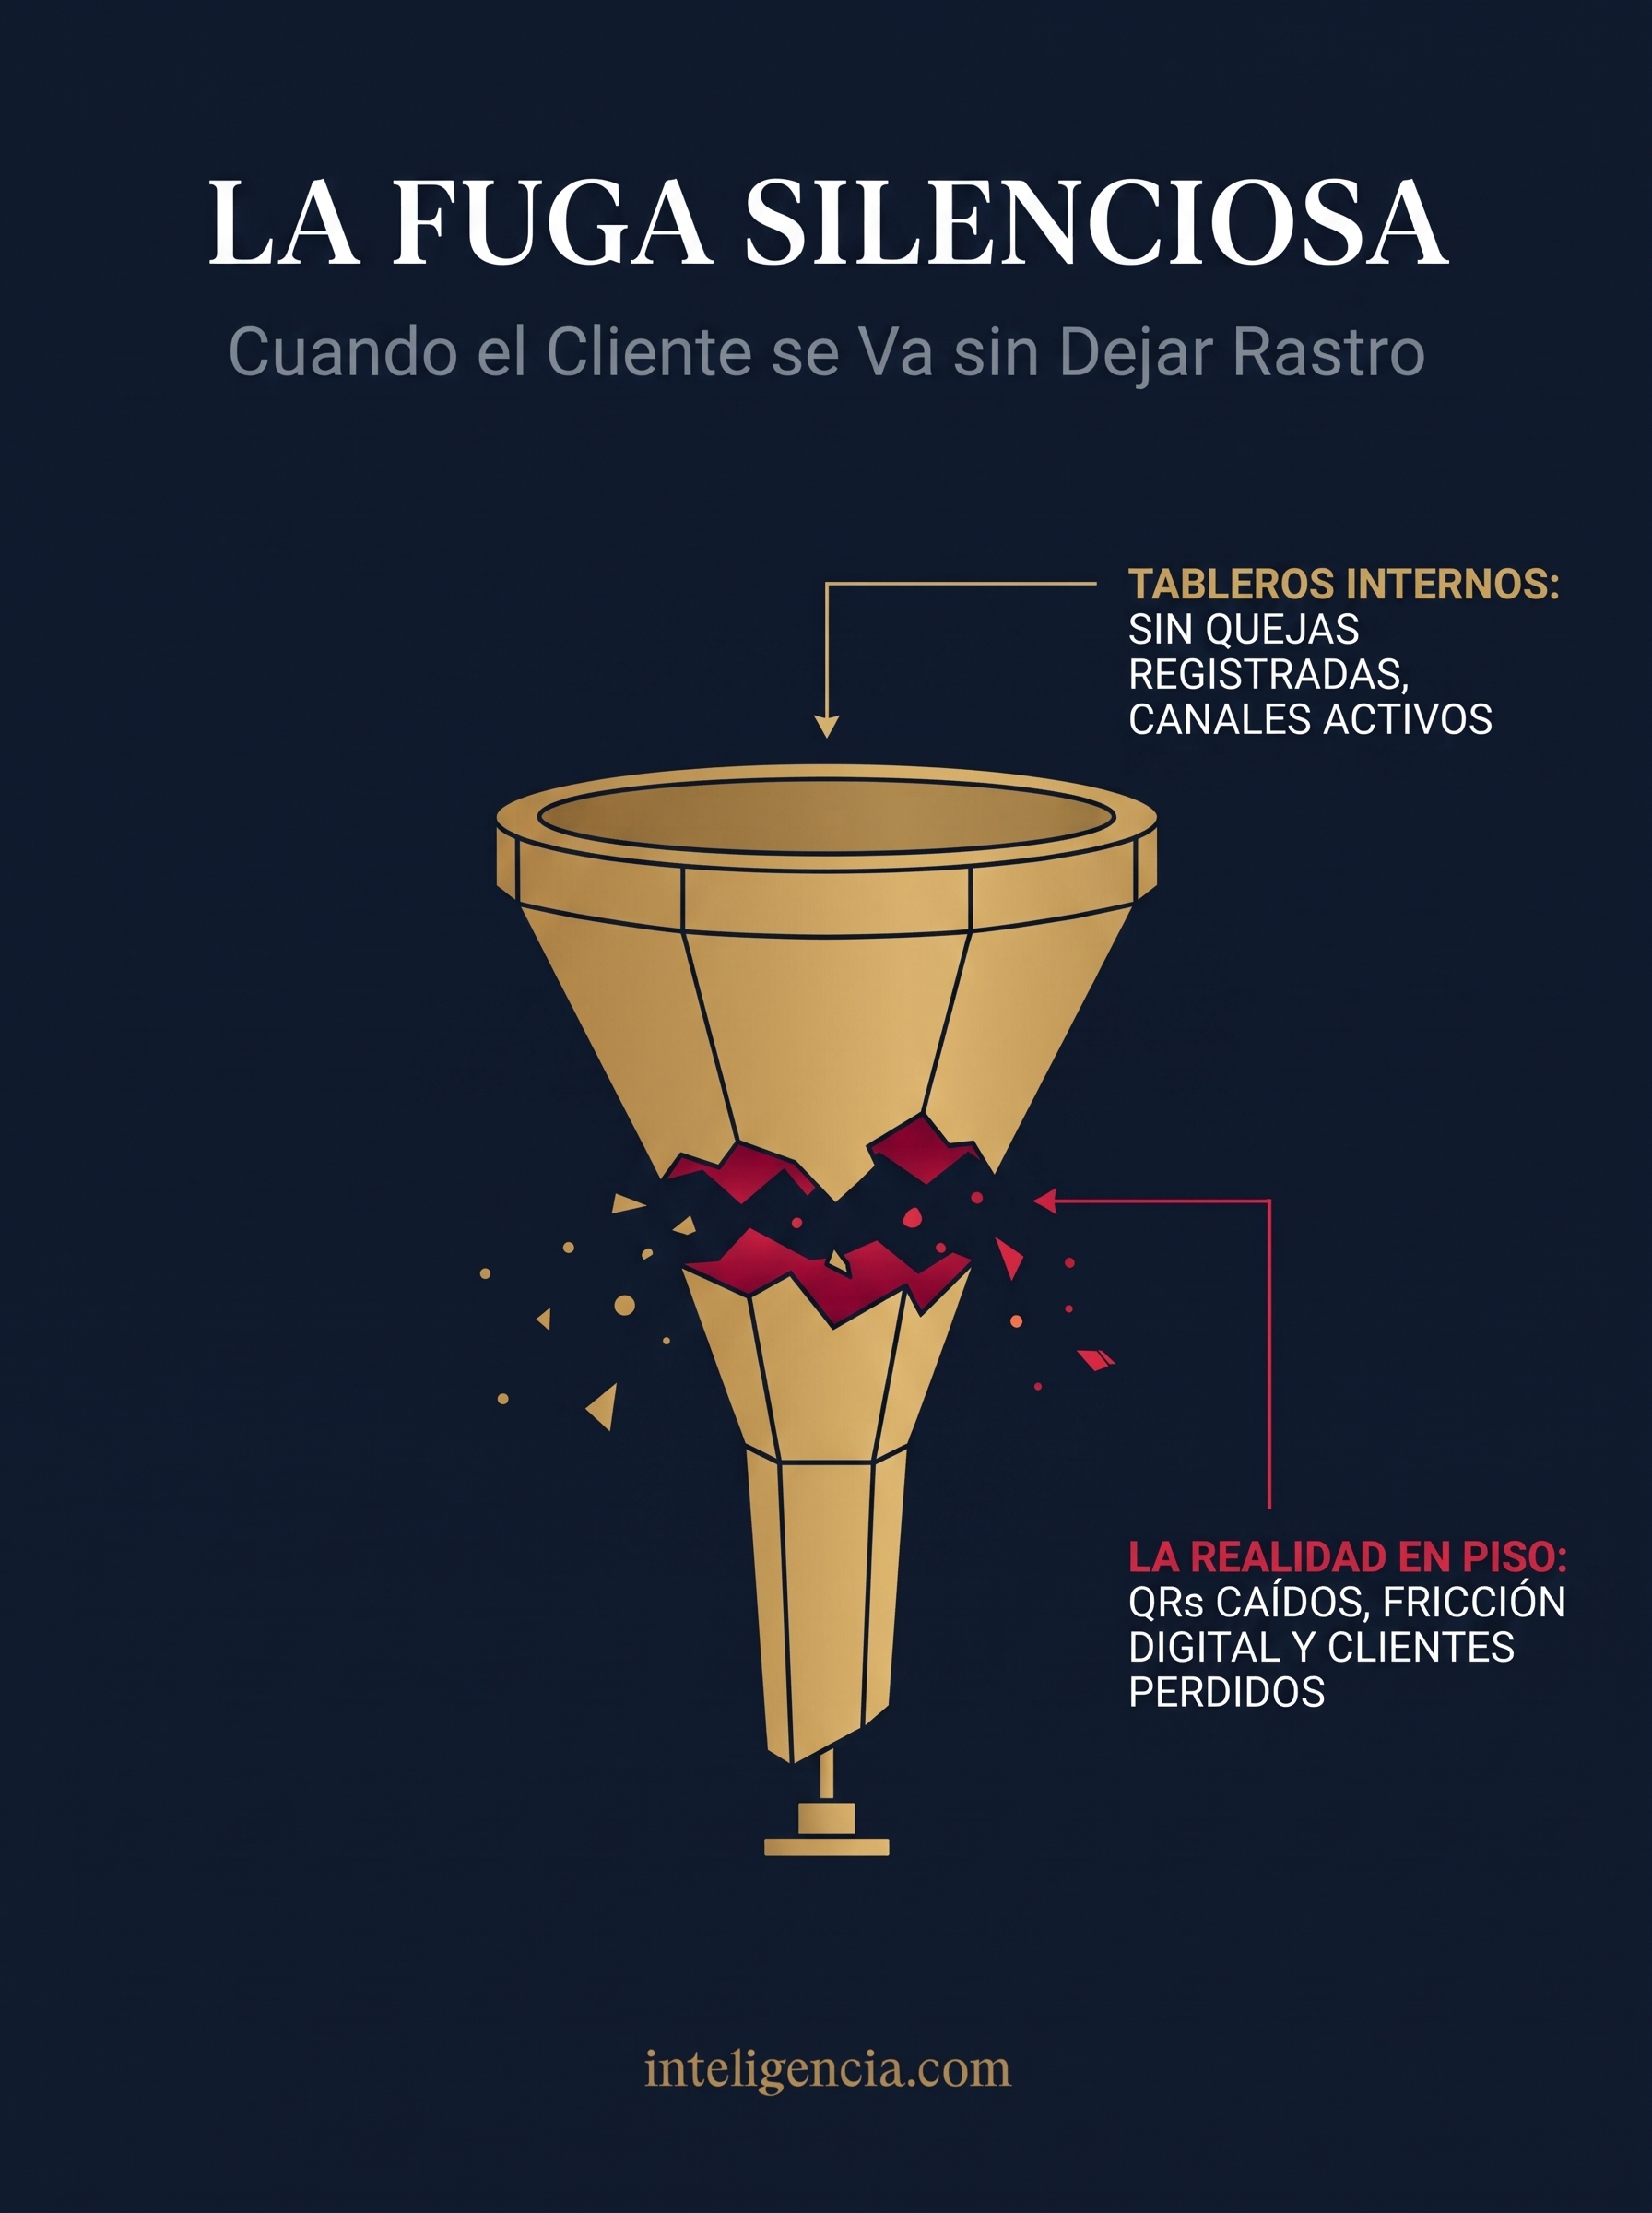 LA FUGA SILENCIOSA
Cuando el Cliente se Va sin Dejar Rastro
TABLEROS INTERNOS:
SIN QUEJAS
REGISTRADAS,
CANALES ACTIVOS
LA REALIDAD EN PISO:
QRs CAÍDOS, FRICCIÓN
DIGITAL Y CLIENTES
PERDIDOS
inteligencia.com